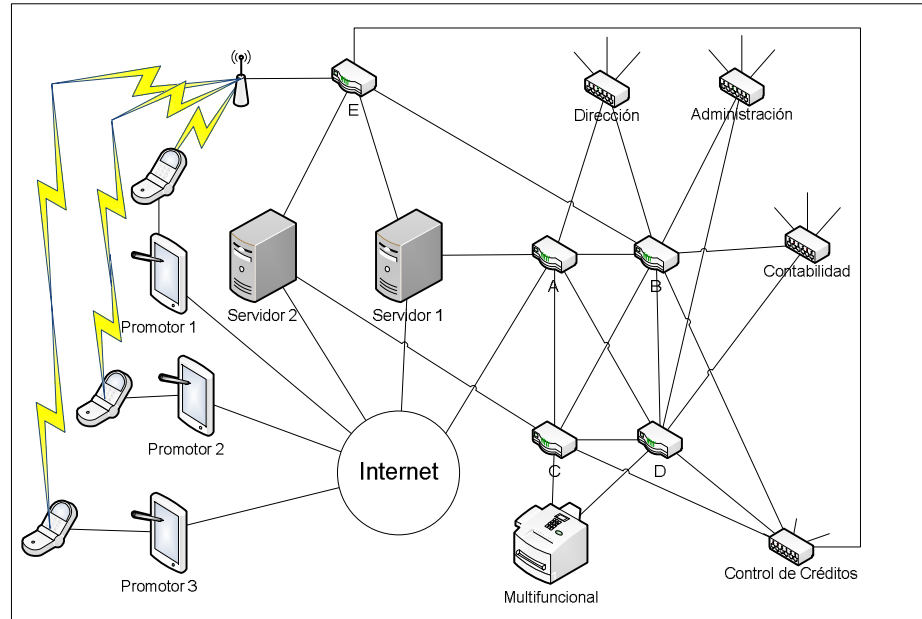 E
Dirección
Administración
Contabilidad
A
B
Servidor 2
Servidor 1
Promotor 1
Promotor 2
Internet
C
D
Promotor 3
Multifuncional
Control de Créditos